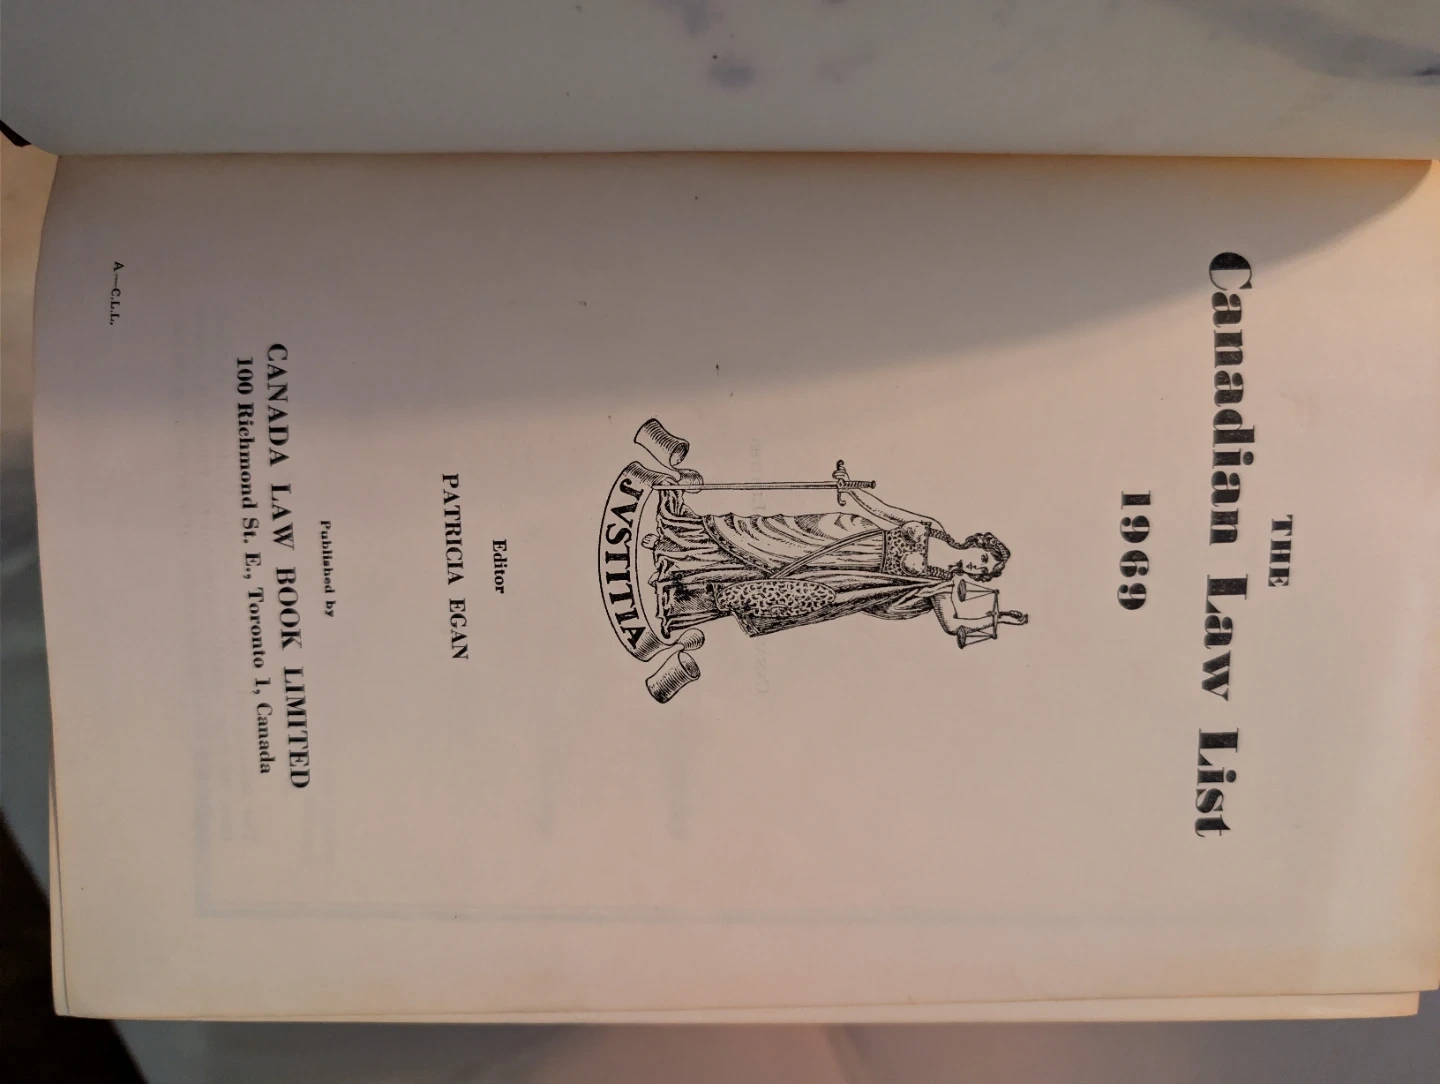 THE
Canadian Law List
1969
JVSTITIA
Editor
PATRICIA EGAN
Published by
CANADA LAW BOOK LIMITED
100 Richmond St. E., Toronto 1, Canada
A—C.L.L.